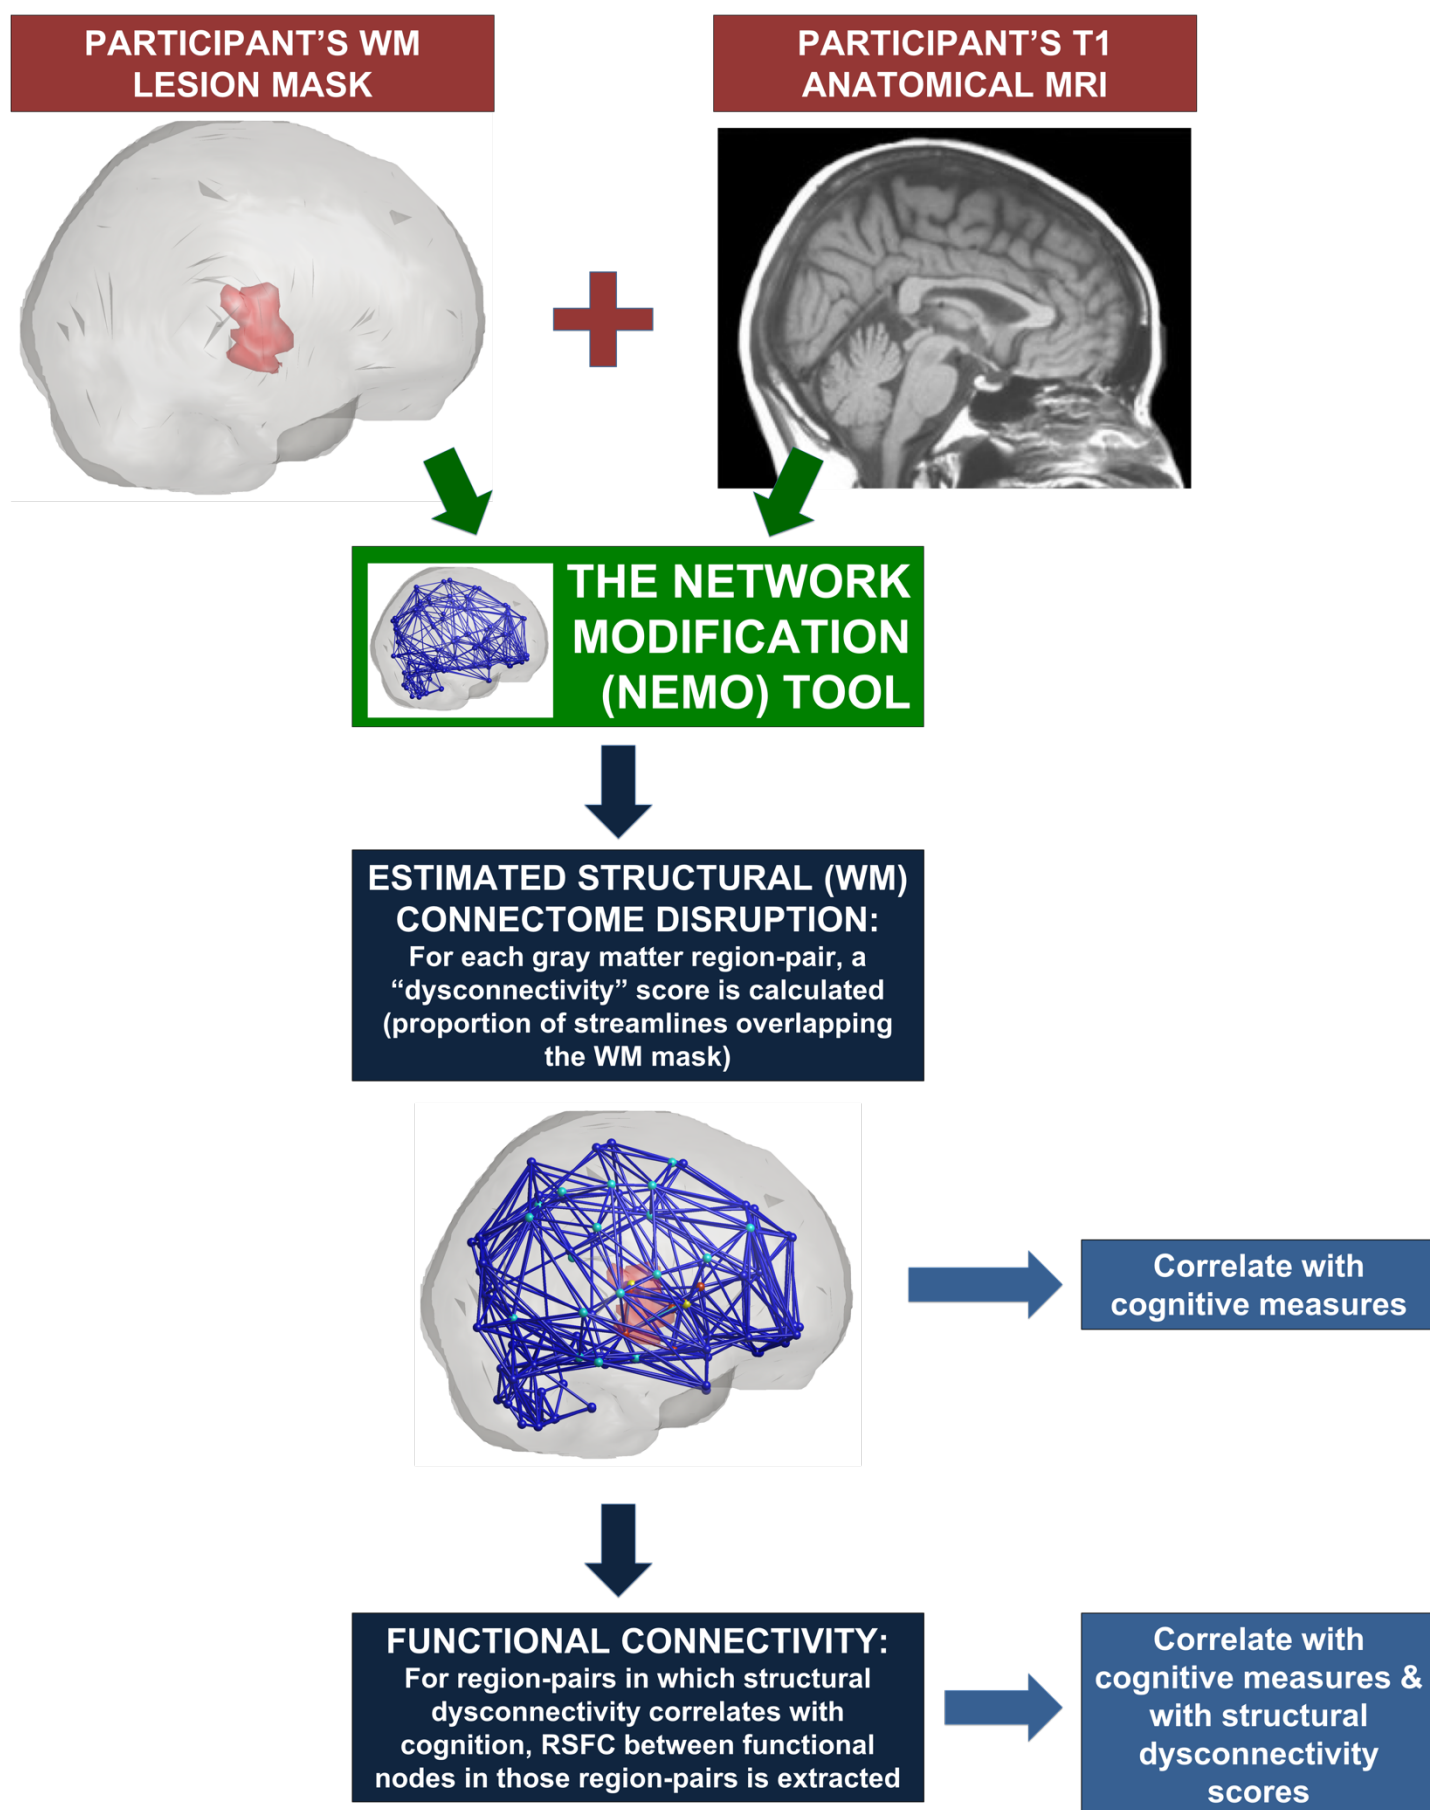 PARTICIPANT’S WM
LESION MASK
PARTICIPANT’S T1
ANATOMICAL MRI
THE NETWORK
MODIFICATION
(NEMO) TOOL
ESTIMATED STRUCTURAL (WM)
CONNECTOME DISRUPTION:
For each gray matter region-pair, a
“dysconnectivity” score is calculated
(proportion of streamlines overlapping
the WM mask)
Correlate with
cognitive measures
FUNCTIONAL CONNECTIVITY:
For region-pairs in which structural
dysconnectivity correlates with
cognition, RSFC between functional
nodes in those region-pairs is extracted
Correlate with
cognitive measures &
with structural
dysconnectivity
scores